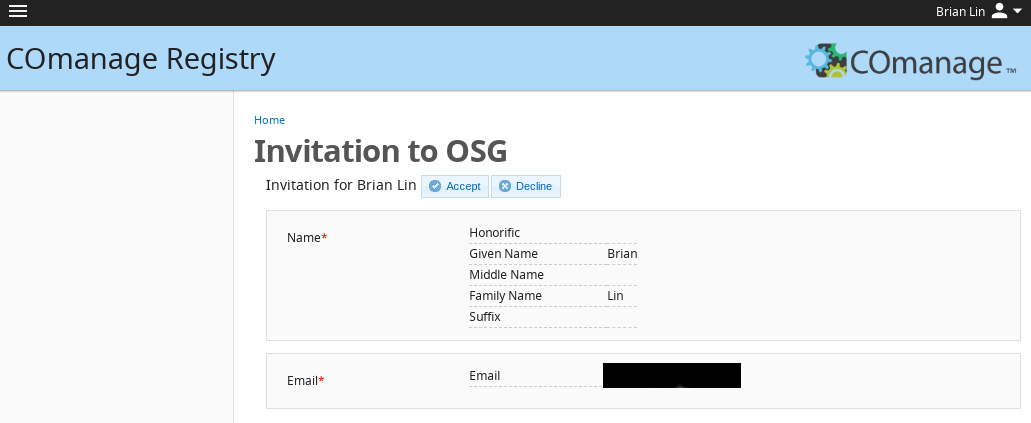 Brian Lin
COmanage Registry
COmanage™
Home
Invitation to OSG
Invitation for Brian Lin Accept Decline
Name*
Honorific
Given Name Brian
Middle Name
Family Name Lin
Suffix
Email*
Email